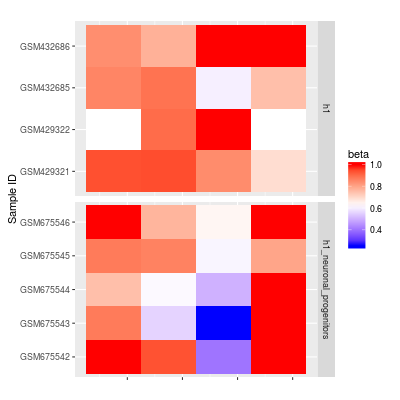 Sample ID
GSM432686
GSM432685
GSM429322
GSM429321
h1
GSM675546
GSM675545
GSM675544
GSM675543
GSM675542
h1_neuronal_progenitors
beta
1.0
0.8
0.6
0.4